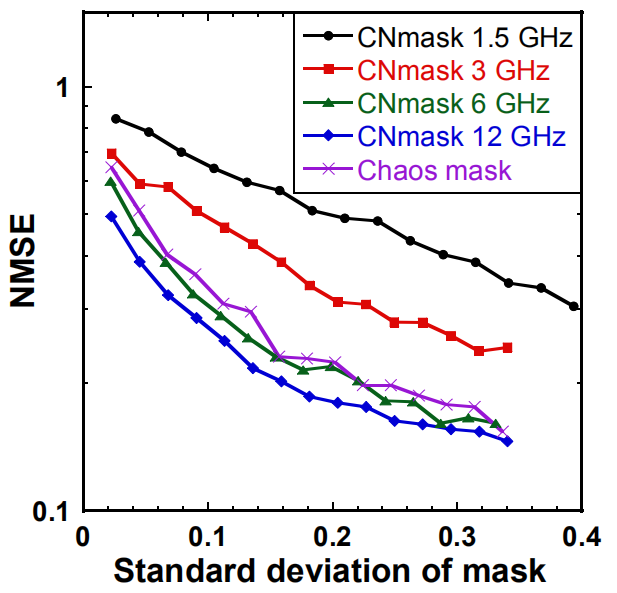 CNmask 1.5 GHz
CNmask 3 GHz
CNmask 6 GHz
CNmask 12 GHz
Chaos mask
1
NMSE
0.1
0 0.1 0.2 0.3 0.4
Standard deviation of mask